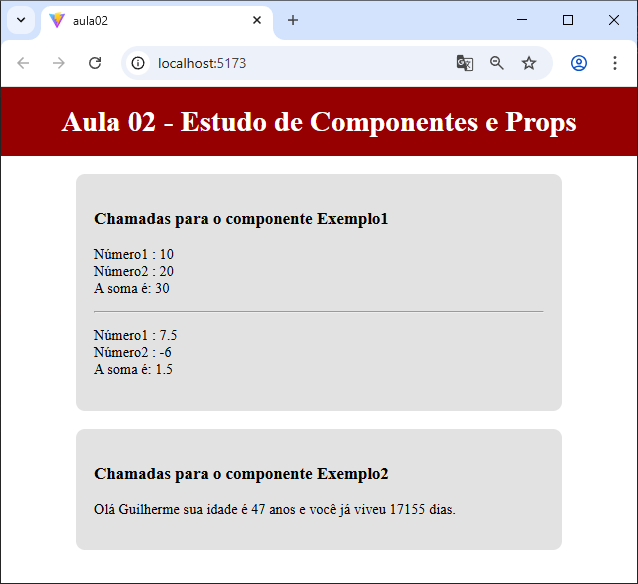 aula02
localhost:5173
Aula 02 - Estudo de Componentes e Props
Chamadas para o componente Exemplo1
Número1 : 10
Número2 : 20
A soma é: 30
Número1 : 7.5
Número2 : -6
A soma é: 1.5
Chamadas para o componente Exemplo2
Olá Guilherme sua idade é 47 anos e você já viveu 17155 dias.